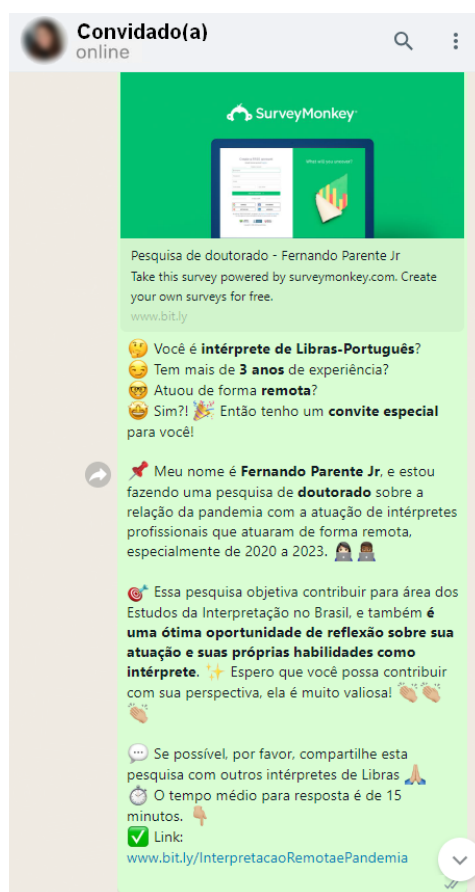 Convidado(a)
online
SurveyMonkey
Pesquisa de doutorado - Fernando Parente Jr
Take this survey powered by surveymonkey.com. Create
your own surveys for free.
www.bit.ly
🤔 Você é intérprete de Libras-Português?
😏 Tem mais de 3 anos de experiência?
🤓 Atuou de forma remota?
🤩 Sim?! 🎉 Então tenho um convite especial
para você!
📌 Meu nome é Fernando Parente Jr, e estou
fazendo uma pesquisa de doutorado sobre a
relação da pandemia com a atuação de intérpretes
profissionais que atuaram de forma remota,
especialmente de 2020 a 2023. 👩🏻‍💻 👨🏾‍💻
🎯 Essa pesquisa objetiva contribuir para área dos
Estudos da Interpretação no Brasil, e também é
uma ótima oportunidade de reflexão sobre sua
atuação e suas próprias habilidades como
intérprete. ✨ Espero que você possa contribuir
com sua perspectiva, ela é muito valiosa! 👏🏼👏🏼
👏🏼
💬 Se possível, por favor, compartilhe esta
pesquisa com outros intérpretes de Libras 🙏🏼
⏱ O tempo médio para resposta é de 15
minutos. 👇🏼
✅ Link:
www.bit.ly/InterpretacaoRemotaePandemia